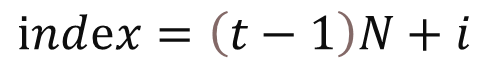 index = (t − 1)N + i